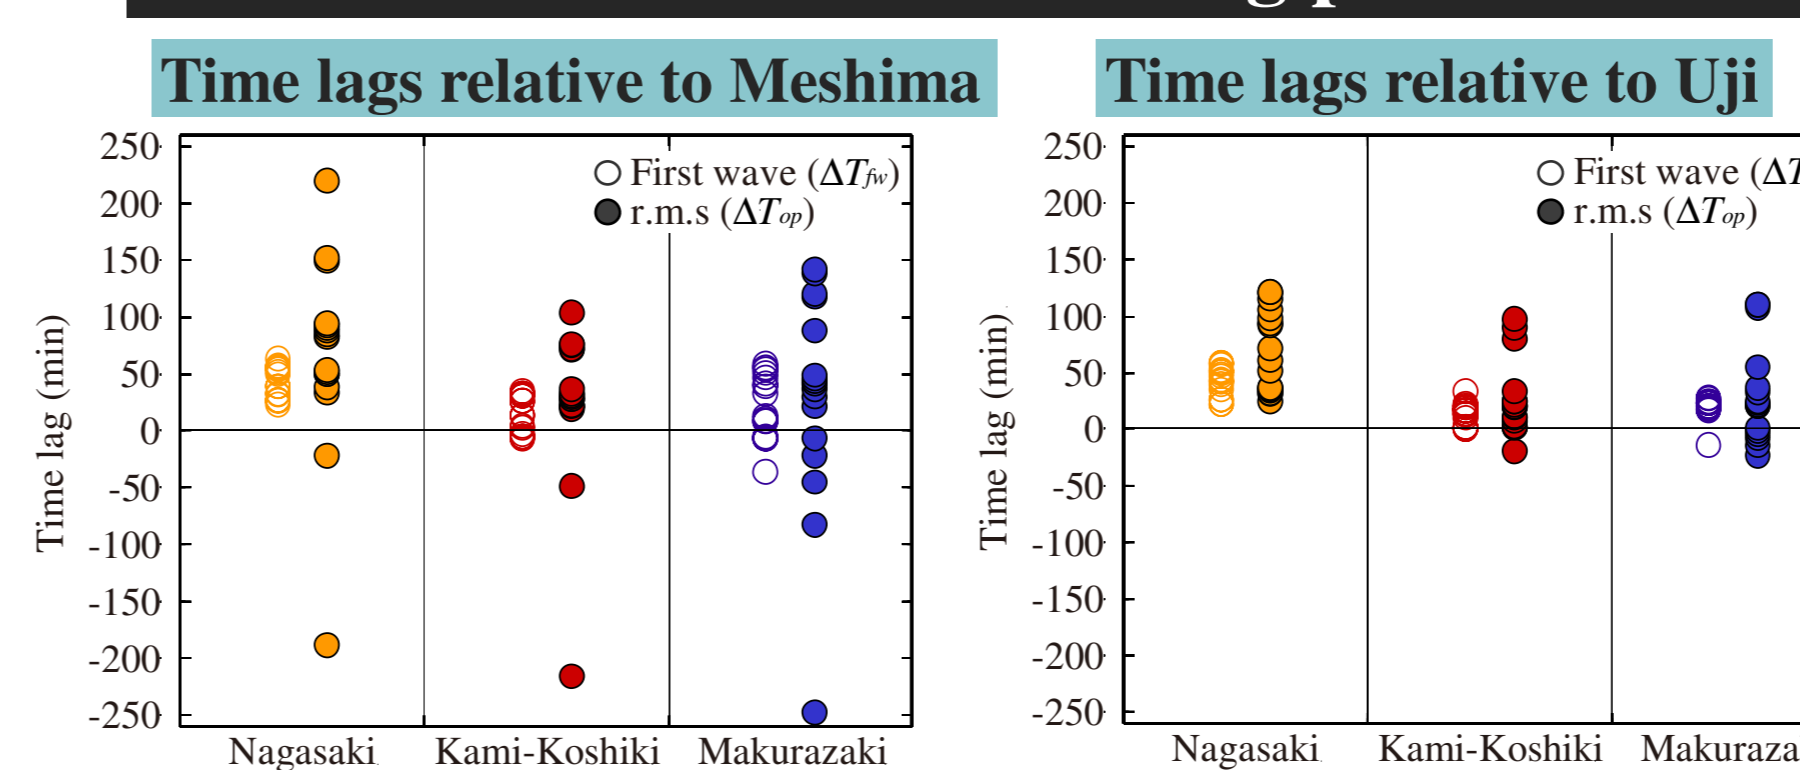 Time lags relative to Meshima
250
200
150
100
50
0
-50
-100
-150
-200
-250
Time lag (min)
First wave (ΔTfw)
r.m.s (ΔTop)
Nagasaki
Kami-Koshiki
Makurazaki
Time lags relative to Uji
250
200
150
100
50
0
-50
-100
-150
-200
-250
Time lag (min)
First wave (ΔT
r.m.s (ΔTop)
Nagasaki
Kami-Koshiki
Makuraza